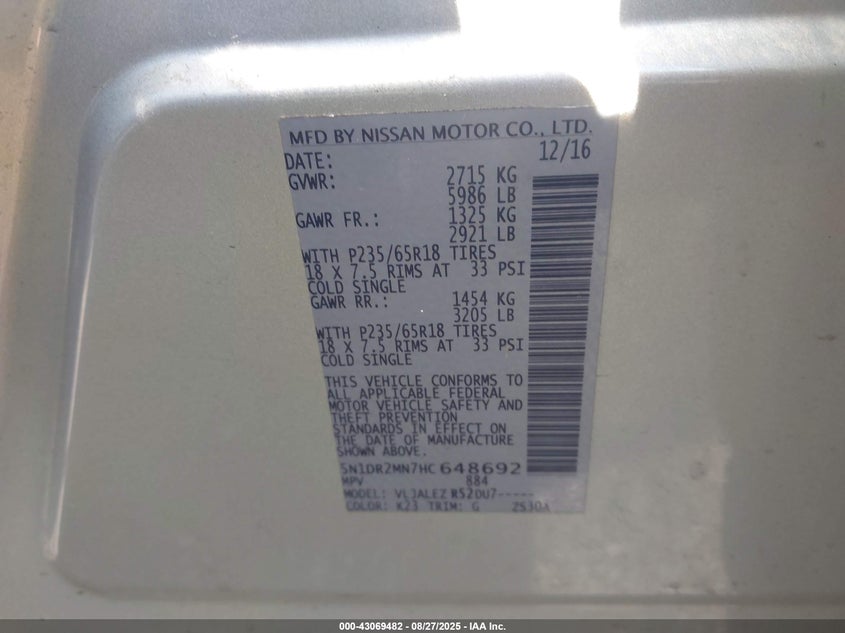 MFD BY NISSAN MOTOR CO., LTD.
DATE: 12/16
GVWR: 2715 KG
5986 LB
GAWR FR.: 1325 KG
2921 LB
WITH P235/65R18 TIRES
18 X 7.5 RIMS AT 33 PSI
COLD SINGLE
GAWR RR.: 1454 KG
3205 LB
WITH P235/65R18 TIRES
18 X 7.5 RIMS AT 33 PSI
COLD SINGLE
THIS VEHICLE CONFORMS TO
ALL APPLICABLE FEDERAL
MOTOR VEHICLE SAFETY AND
THEFT PREVENTION
STANDARDS IN EFFECT ON
THE DATE OF MANUFACTURE
SHOWN ABOVE.
5N1DR2MN7HC648692
MPV 884
MODEL: VLJALEZ R52DU7-----
COLOR: K23 TRIM: G 2S30A
000-43069482 - 08/27/2025 - IAA Inc.